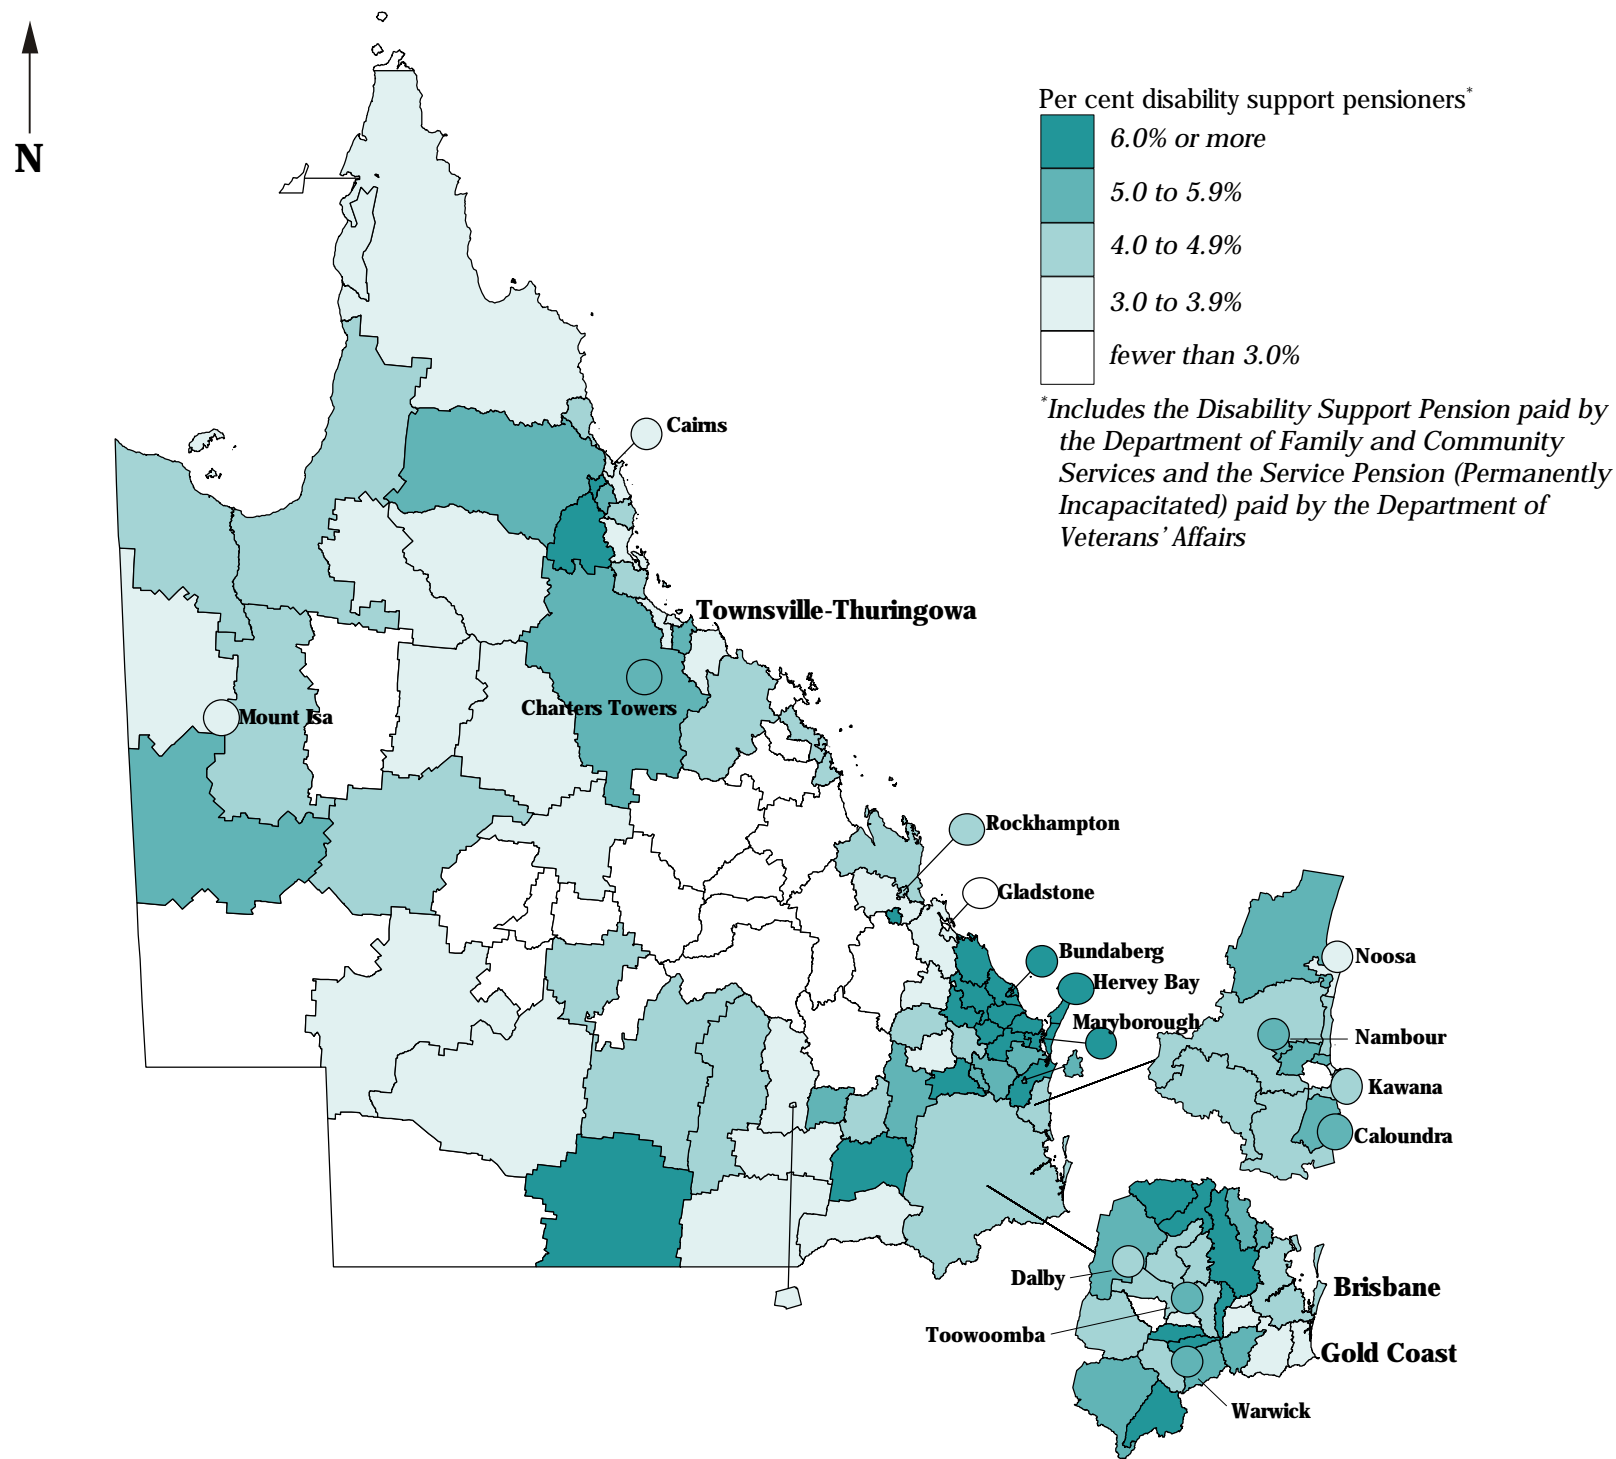 N
Per cent disability support pensioners*
6.0% or more
5.0 to 5.9%
4.0 to 4.9%
3.0 to 3.9%
fewer than 3.0%
*Includes the Disability Support Pension paid by
the Department of Family and Community
Services and the Service Pension (Permanently
Incapacitated) paid by the Department of
Veterans' Affairs
Cairns
Townsville-Thuringowa
Charters Towers
Mount Isa
Rockhampton
Gladstone
Bundaberg
Hervey Bay
Maryborough
Noosa
Nambour
Kawana
Caloundra
Dalby
Brisbane
Toowoomba
Gold Coast
Warwick